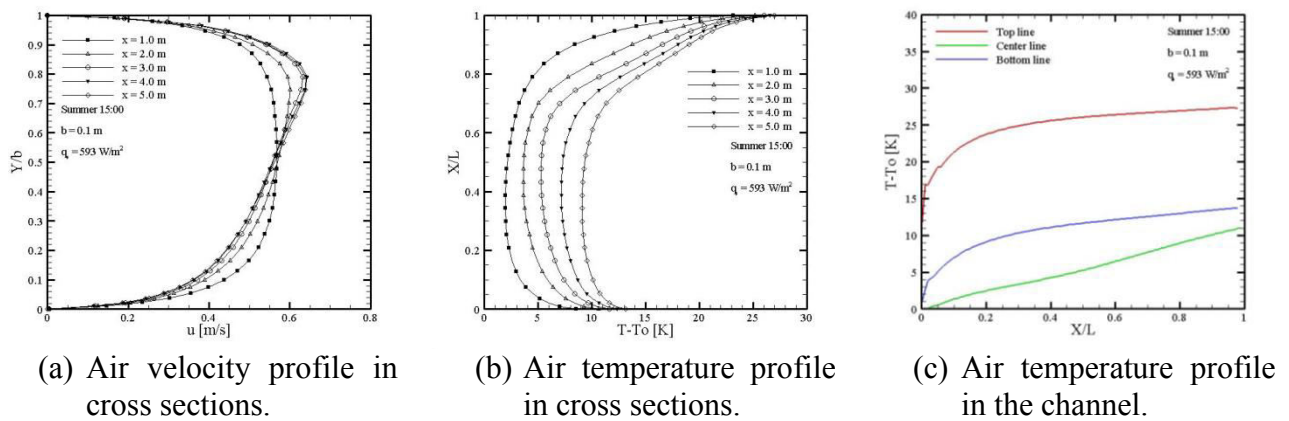 1
0.9
0.8
0.7
0.6
0.5
0.4
0.3
0.2
0.1
0
Y/b
x = 1.0 m
x = 2.0 m
x = 3.0 m
x = 4.0 m
x = 5.0 m
Summer 15:00
b = 0.1 m
q = 593 W/m²
0 0.2 0.4 0.6 0.8
u [m/s]
1
0.8
0.6
0.4
0.2
0
X/L
x = 1.0 m
x = 2.0 m
x = 3.0 m
x = 4.0 m
x = 5.0 m
Summer 15:00
b = 0.1 m
q = 593 W/m²
0 5 10 15 20 25 30
T-To [K]
40
35
30
25
20
15
10
5
0
T-To [K]
Top line
Center line
Bottom line
Summer 15:00
b = 0.1 m
q = 593 W/m²
0 0.2 0.4 0.6 0.8 1
X/L
(a) Air velocity profile in
cross sections.
(b) Air temperature profile
in cross sections.
(c) Air temperature profile
in the channel.